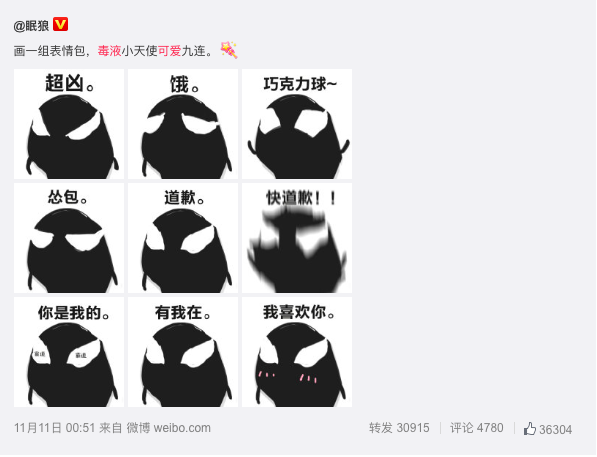 @眠狼
画一组表情包，毒液小天使可爱九连。
超凶。
饿。
巧克力球~
怂包。
道歉。
快道歉！！
你是我的。
有我在。
我喜欢你。
11月11日 00:51 来自 微博 weibo.com
转发 30915 评论 4780 36304